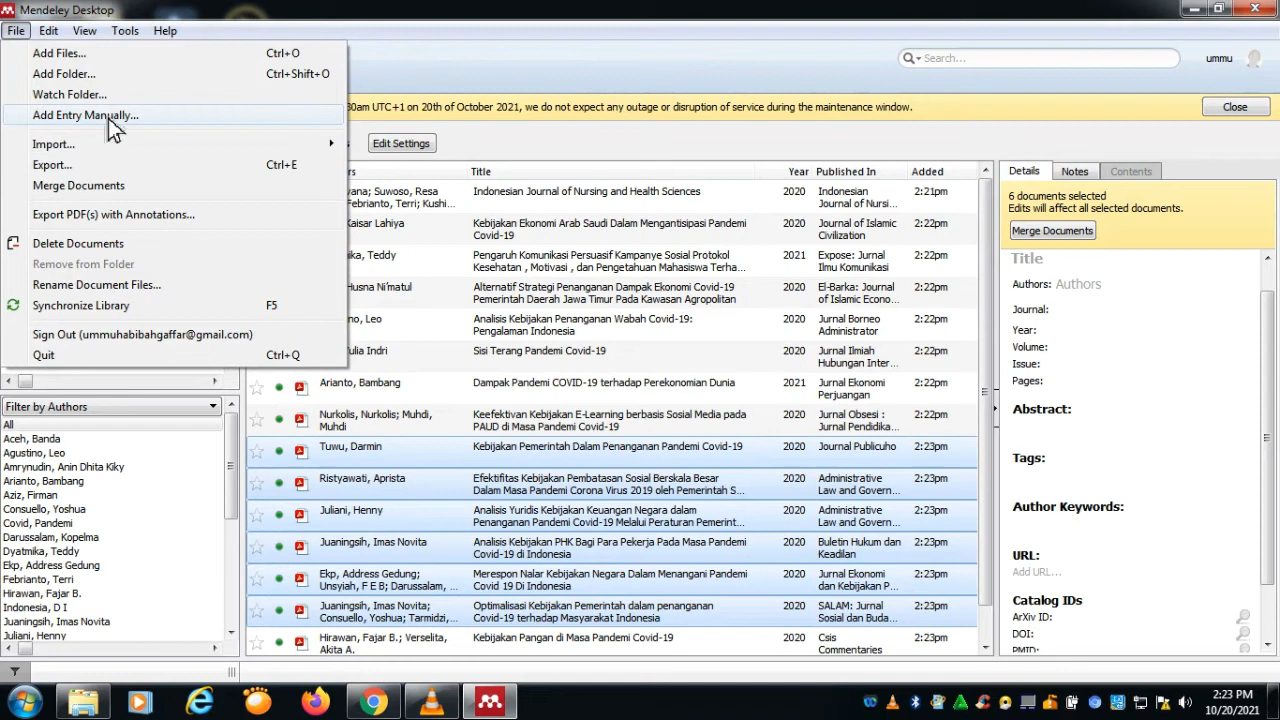 Mendeley Desktop
File Edit View Tools Help
Add Files... Ctrl+O
Add Folder... Ctrl+Shift+O
Watch Folder...
Add Entry Manually...
Import...
Export... Ctrl+E
Merge Documents
Export PDF(s) with Annotations...
Delete Documents
Remove from Folder
Rename Document Files...
Synchronize Library F5
Sign Out (ummuhabibahgaffar@gmail.com)
Quit Ctrl+Q
Search...
ummu
UTC+1 on 20th of October 2021, we do not expect any outage or disruption of service during the maintenance window.
Close
Edit Settings
Title Year Published In Added
Suwoso, Resa
Febrianto, Terri; Kushi...
Indonesian Journal of Nursing and Health Sciences
2020
Indonesian
Journal of Nursi...
2:21pm
Kaisar Lahiya
Kebijakan Ekonomi Arab Saudi Dalam Mengantisipasi Pandemi
Covid-19
2020
Journal of Islamic
Civilization
2:22pm
Teddy
Pengaruh Komunikasi Persuasif Kampanye Sosial Protokol
Kesehatan , Motivasi , dan Pengetahuan Mahasiswa Terha...
2020
Expose: Jurnal
Ilmu Komunikasi
2:22pm
Husna Ni'matul
Alternatif Strategi Penanganan Dampak Ekonomi Covid-19
Pemerintah Daerah Jawa Timur Pada Kawasan Agropolitan
2020
El-Barka: Journal
of Islamic Econo...
2:22pm
Leo
Analisis Kebijakan Penanganan Wabah Covid-19:
Pengalaman Indonesia
2020
Jurnal Borneo
Administrator
2:22pm
Indri
Sisi Terang Pandemi Covid-19
2020
Jurnal Ilmiah
Hubungan Inter...
2:22pm
Arianto, Bambang
Dampak Pandemi COVID-19 terhadap Perekonomian Dunia
2021
Jurnal Ekonomi
Perjuangan
2:22pm
Nurkolis, Nurkolis; Muhdi,
Muhdi
Keefektivan Kebijakan E-Learning berbasis Sosial Media pada
PAUD di Masa Pandemi Covid-19
2020
Jurnal Obsesi :
Jurnal Pendidika...
2:22pm
Tuwu, Darmin
Kebijakan Pemerintah Dalam Penanganan Pandemi Covid-19
2020
Journal Publicuho
2:23pm
Ristyawati, Aprista
Efektifitas Kebijakan Pembatasan Sosial Berskala Besar
Dalam Masa Pandemi Corona Virus 2019 oleh Pemerintah S...
2020
Administrative
Law and Govern...
2:23pm
Juliani, Henny
Analisis Yuridis Kebijakan Keuangan Negara dalam
Penanganan Pandemi Covid-19 Melalui Peraturan Pemerint...
2020
Administrative
Law and Govern...
2:23pm
Juaningsih, Imas Novita
Analisis Kebijakan PHK Bagi Para Pekerja Pada Masa Pandemi
Covid-19 di Indonesia
2020
Buletin Hukum dan
Keadilan
2:23pm
Ekp, Address Gedung;
Unsyiah, F E B; Darussalam, ...
Merespon Nalar Kebijakan Negara Dalam Menangani Pandemi
Covid 19 Di Indonesia
2020
Jurnal Ekonomi
dan Kebijakan P...
2:23pm
Juaningsih, Imas Novita;
Consuello, Yoshua; Tarmidzi,...
Optimalisasi Kebijakan Pemerintah dalam penanganan
Covid-19 terhadap Masyarakat Indonesia
2020
SALAM: Jurnal
Sosial dan Buda...
2:23pm
Hirawan, Fajar B.; Verselita,
Akita A.
Kebijakan Pangan di Masa Pandemi Covid-19
2020
Csis
Commentaries
2:23pm
Filter by Authors
All
Aceh, Banda
Agustino, Leo
Amrynudin, Anin Dhita Kiky
Arianto, Bambang
Aziz, Firman
Consuello, Yoshua
Covid, Pandemi
Darussalam, Kopelma
Dyatmika, Teddy
Ekp, Address Gedung
Febrianto, Terri
Hirawan, Fajar B.
Indonesia, D I
Juaningsih, Imas Novita
Juliani, Henny
Details Notes Contents
6 documents selected
Edits will affect all selected documents.
Merge Documents
Title
Authors: Authors
Journal:
Year:
Volume:
Issue:
Pages:
Abstract:
Tags:
Author Keywords:
URL:
Add URL...
Catalog IDs
ArXiv ID:
DOI:
PMID:
2:23 PM
10/20/2021